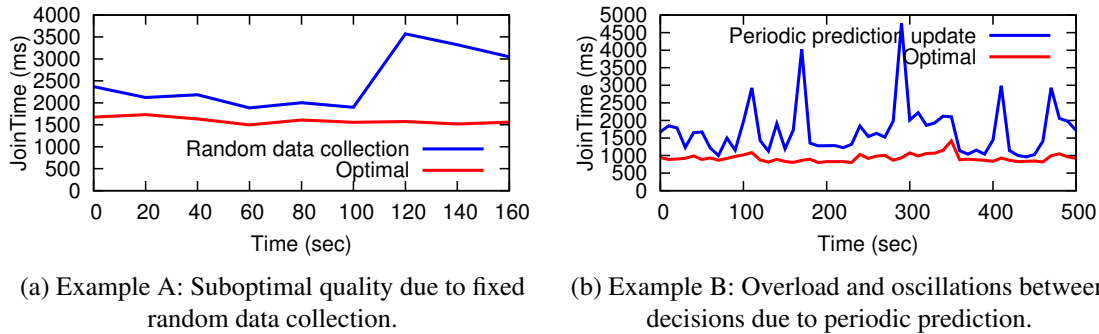 4000
3500
3000
2500
2000
1500
1000
500
0
JoinTime (ms)
Random data collection
Optimal
0 20 40 60 80 100 120 140 160
Time (sec)
(a) Example A: Suboptimal quality due to fixed
random data collection.
5000
4500
4000
3500
3000
2500
2000
1500
1000
500
0
JoinTime (ms)
Periodic prediction update
Optimal
0 100 200 300 400 500
Time (sec)
(b) Example B: Overload and oscillations between
decisions due to periodic prediction.